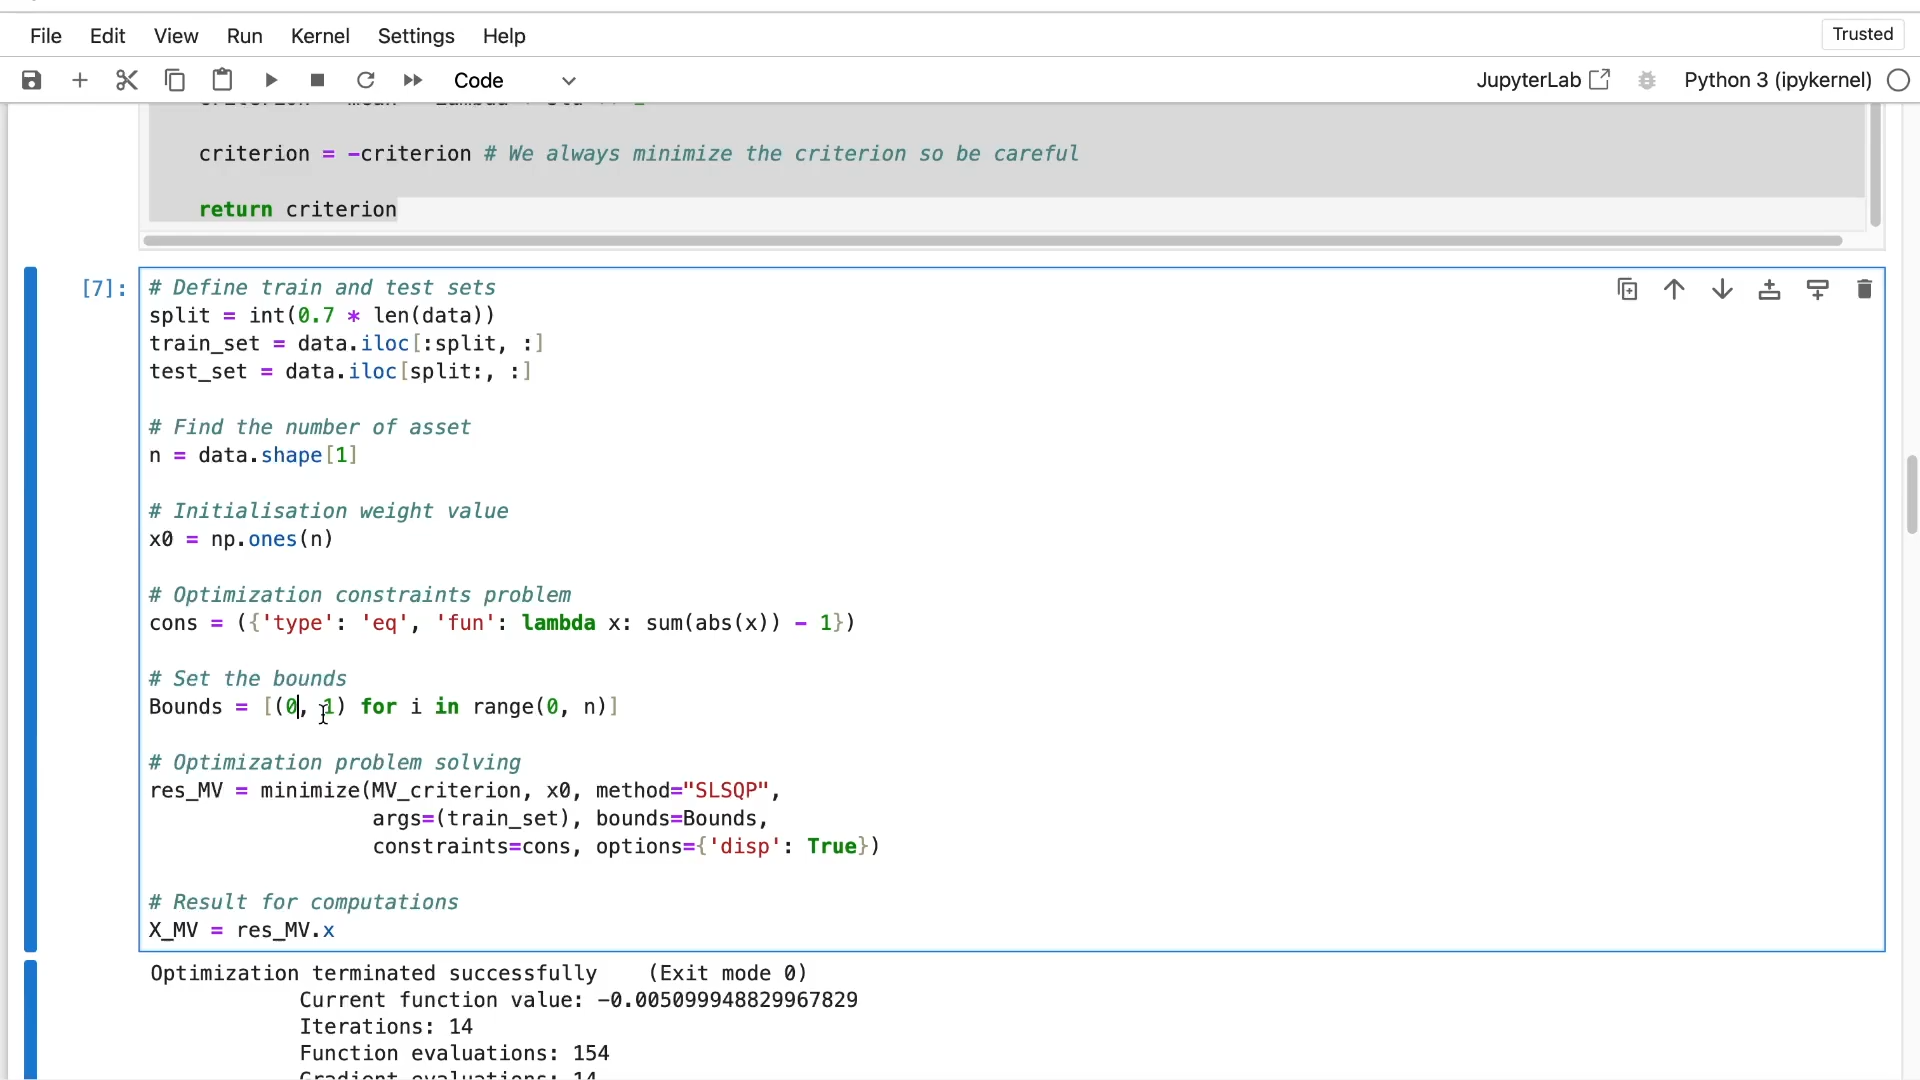 File Edit View Run Kernel Settings Help Trusted
Code JupyterLab Python 3 (ipykernel)
criterion = -criterion # We always minimize the criterion so be careful
return criterion
[7]:
# Define train and test sets
split = int(0.7 * len(data))
train_set = data.iloc[:split, :]
test_set = data.iloc[split:, :]
# Find the number of asset
n = data.shape[1]
# Initialisation weight value
x0 = np.ones(n)
# Optimization constraints problem
cons = ({'type': 'eq', 'fun': lambda x: sum(abs(x)) - 1})
# Set the bounds
Bounds = [(0, 1) for i in range(0, n)]
# Optimization problem solving
res_MV = minimize(MV_criterion, x0, method="SLSQP",
args=(train_set), bounds=Bounds,
constraints=cons, options={'disp': True})
# Result for computations
X_MV = res_MV.x
Optimization terminated successfully (Exit mode 0)
Current function value: -0.005099948829967829
Iterations: 14
Function evaluations: 154
Gradient evaluations: 14